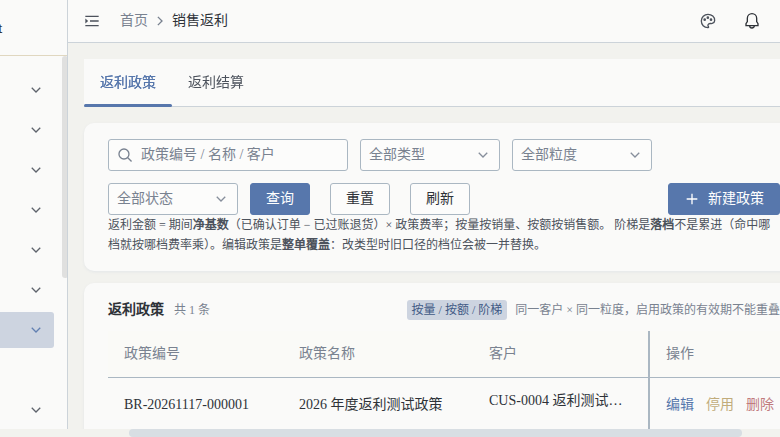 t
首页 销售返利
返利政策 返利结算
政策编号 / 名称 / 客户 全部类型 全部粒度
全部状态 查询 重置 刷新 新建政策
返利金额 = 期间净基数（已确认订单 − 已过账退货）× 政策费率；按量按销量、按额按销售额。 阶梯是落档不是累进（命中哪
档就按哪档费率乘）。编辑政策是整单覆盖：改类型时旧口径的档位会被一并替换。
返利政策 共 1 条 按量 / 按额 / 阶梯 同一客户 × 同一粒度，启用政策的有效期不能重叠
政策编号 政策名称 客户 操作
BR-20261117-000001 2026 年度返利测试政策 CUS-0004 返利测试… 编辑 停用 删除